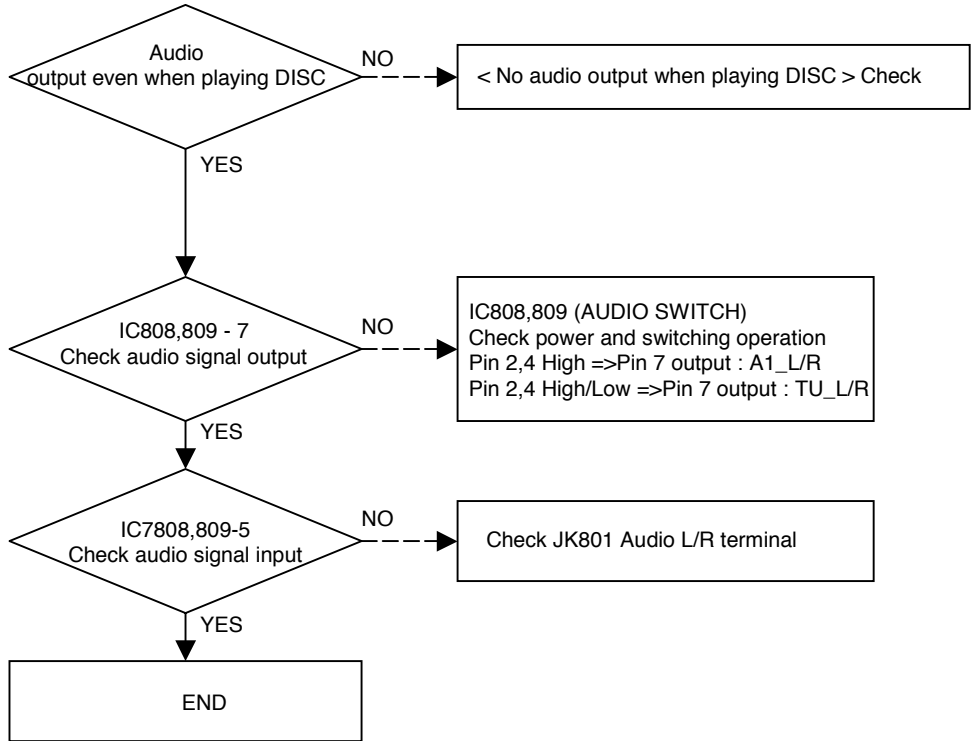 Audio
output even when playing DISC
NO
< No audio output when playing DISC > Check
YES
IC808,809 - 7
Check audio signal output
NO
IC808,809 (AUDIO SWITCH)
Check power and switching operation
Pin 2,4 High =>Pin 7 output : A1_L/R
Pin 2,4 High/Low =>Pin 7 output : TU_L/R
YES
IC7808,809-5
Check audio signal input
NO
Check JK801 Audio L/R terminal
YES
END